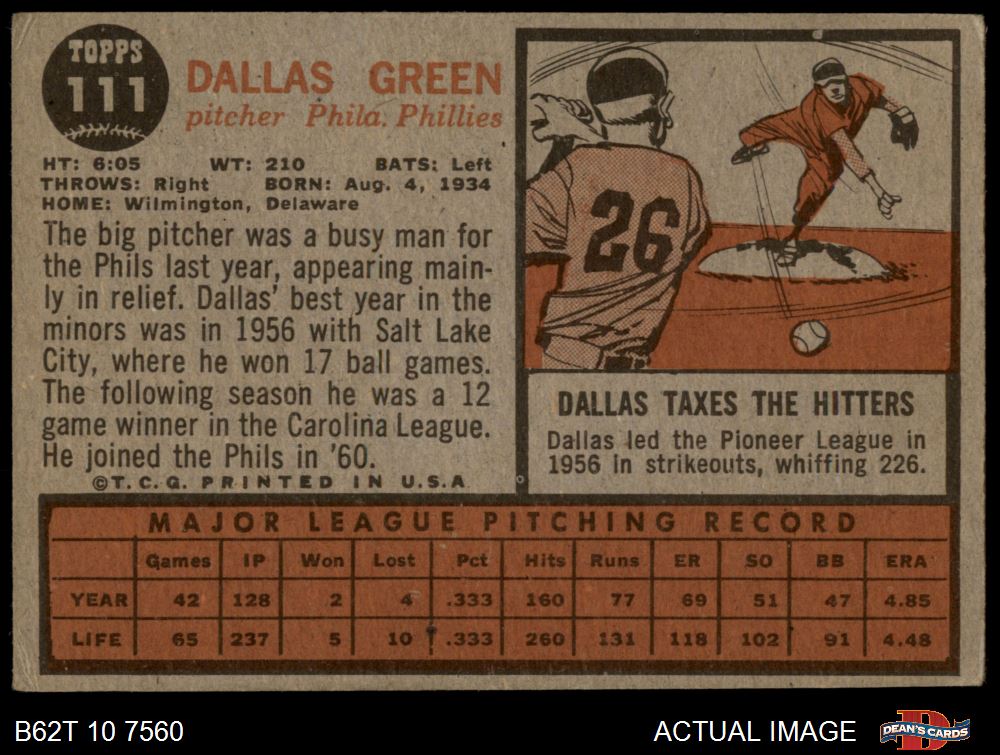 TOPPS
111
DALLAS GREEN
pitcher Phila. Phillies
HT: 6:05 WT: 210 BATS: Left
THROWS: Right BORN: Aug. 4, 1934
HOME: Wilmington, Delaware
The big pitcher was a busy man for
the Phils last year, appearing main-
ly in relief. Dallas' best year in the
minors was in 1956 with Salt Lake
City, where he won 17 ball games.
The following season he was a 12
game winner in the Carolina League.
He joined the Phils in '60.
©T.C.G. PRINTED IN U.S.A
26
DALLAS TAXES THE HITTERS
Dallas led the Pioneer League in
1956 in strikeouts, whiffing 226.
MAJOR LEAGUE PITCHING RECORD
Games IP Won Lost Pct Hits Runs ER SO BB ERA
YEAR 42 128 2 4 .333 160 77 69 51 47 4.85
LIFE 65 237 5 10 .333 260 131 118 102 91 4.48
B62T 10 7560
ACTUAL IMAGE
D
DEAN'S CARDS